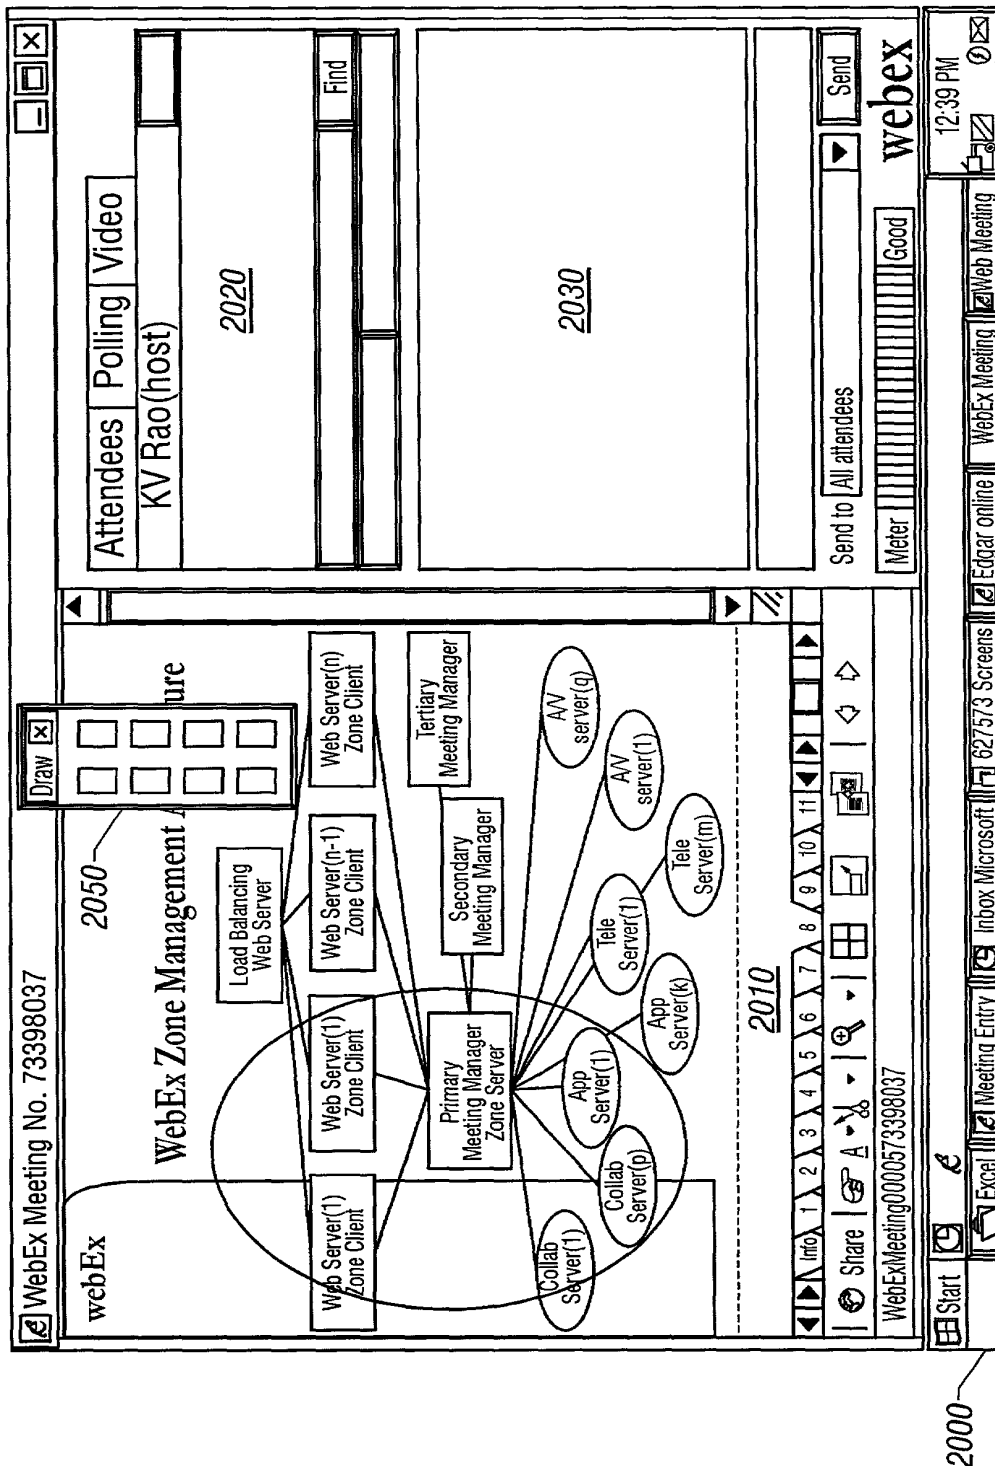 WebEx Meeting No. 73398037
2050
Draw
webEx
WebEx Zone Management
ure
Load Balancing
Web Server
Web Server(1)
Zone Client
Web Server(1)
Zone Client
Web Server(n-1)
Zone Client
Web Server(n)
Zone Client
Primary
Meeting Manager
Zone Server
Secondary
Meeting Manager
Tertiary
Meeting Manager
Collab
Server(1)
Collab
Server(p)
App
Server(1)
App
Server(k)
Tele
Server(1)
Tele
Server(m)
A/V
server(1)
A/V
server(q)
2010
Info 1 2 3 4 5 6 7 8 9 10 11
Share A
WebExMeeting000057339 8037
Attendees Polling Video
KV Rao(host)
2020
Find
2030
Send to All attendees Send
Meter Good
webex
Start
12:39 PM
Excel Meeting Entry Inbox Microsoft 627573 Screens Edgar online WebEx Meeting Web Meeting
2000